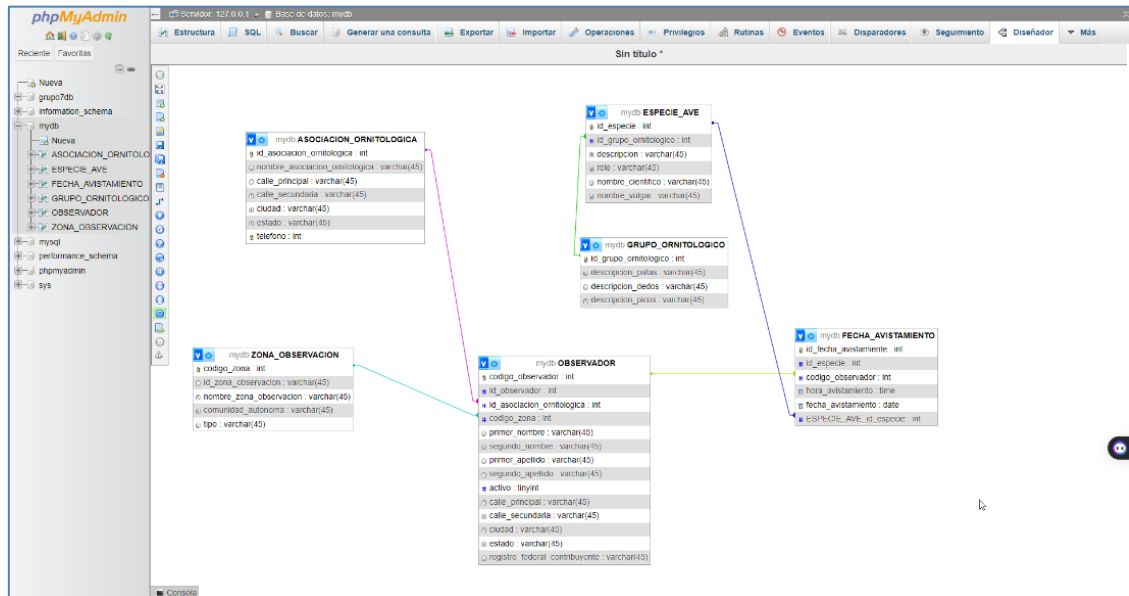 phpMyAdmin
Reciente Favoritas
Nueva
grupo7db
information_schema
mydb
Nueva
ASOCIACION_ORNITOLO
ESPECIE_AVE
FECHA_AVISTAMIENTO
GRUPO_ORNITOLOGICO
OBSERVADOR
ZONA_OBSERVACION
mysql
performance_schema
phpmyadmin
sys
Servidor: 127.0.0.1 » Base de datos: mydb
Estructura SQL Buscar Generar una consulta Exportar Importar Operaciones Privilegios Rutinas Eventos Disparadores Seguimiento Diseñador Más
Sin título *
mydb ASOCIACION_ORNITOLOGICA
id_asociacion_ornitologica : int
nombre_asociacion_ornitologica : varchar(45)
calle_principal : varchar(45)
calle_secundaria : varchar(45)
ciudad : varchar(45)
estado : varchar(45)
telefono : int
mydb ESPECIE_AVE
id_especie : int
id_grupo_ornitologico : int
descripcion : varchar(45)
role : varchar(45)
nombre_cientifico : varchar(45)
nombre_vulgar : varchar(45)
mydb GRUPO_ORNITOLOGICO
id_grupo_ornitologico : int
descripcion_patas : varchar(45)
descripcion_dedos : varchar(45)
descripcion_picos : varchar(45)
mydb FECHA_AVISTAMIENTO
id_fecha_avistamiento : int
id_especie : int
codigo_observador : int
hora_avistamiento : time
fecha_avistamiento : date
ESPECIE_AVE_id_especie : int
mydb ZONA_OBSERVACION
codigo_zona : int
id_zona_observacion : varchar(45)
nombre_zona_observacion : varchar(45)
comunidad_autonoma : varchar(45)
tipo : varchar(45)
mydb OBSERVADOR
codigo_observador : int
id_observador : int
id_asociacion_ornitologica : int
codigo_zona : int
primer_nombre : varchar(45)
segundo_nombre : varchar(45)
primer_apellido : varchar(45)
segundo_apellido : varchar(45)
activo : tinyint
calle_principal : varchar(45)
calle_secundaria : varchar(45)
ciudad : varchar(45)
estado : varchar(45)
registro_federal_contribuyente : varchar(45)
Consola